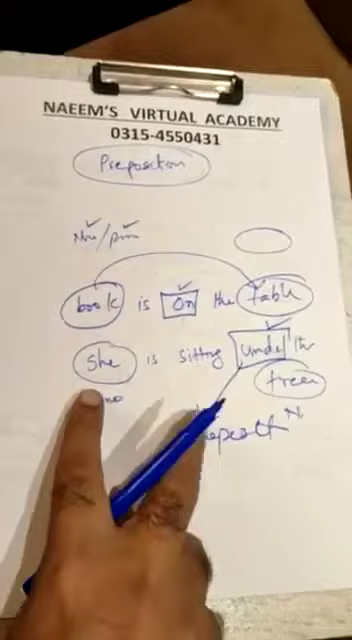 NAEEM'S VIRTUAL ACADEMY
0315-4550431
Preposition
book is on the table
She is sitting under the
tree